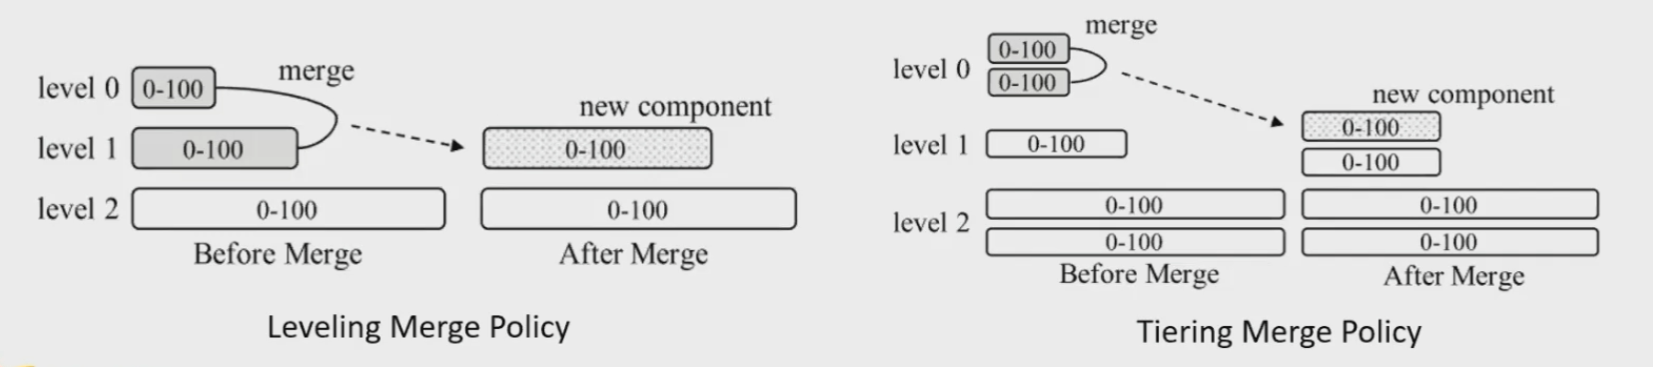 merge
level 0 0-100
new component
level 1 0-100
0-100
level 2 0-100
0-100
Before Merge
After Merge
Leveling Merge Policy
merge
level 0
0-100
0-100
new component
0-100
level 1 0-100
0-100
level 2
0-100
0-100
0-100
0-100
Before Merge
After Merge
Tiering Merge Policy